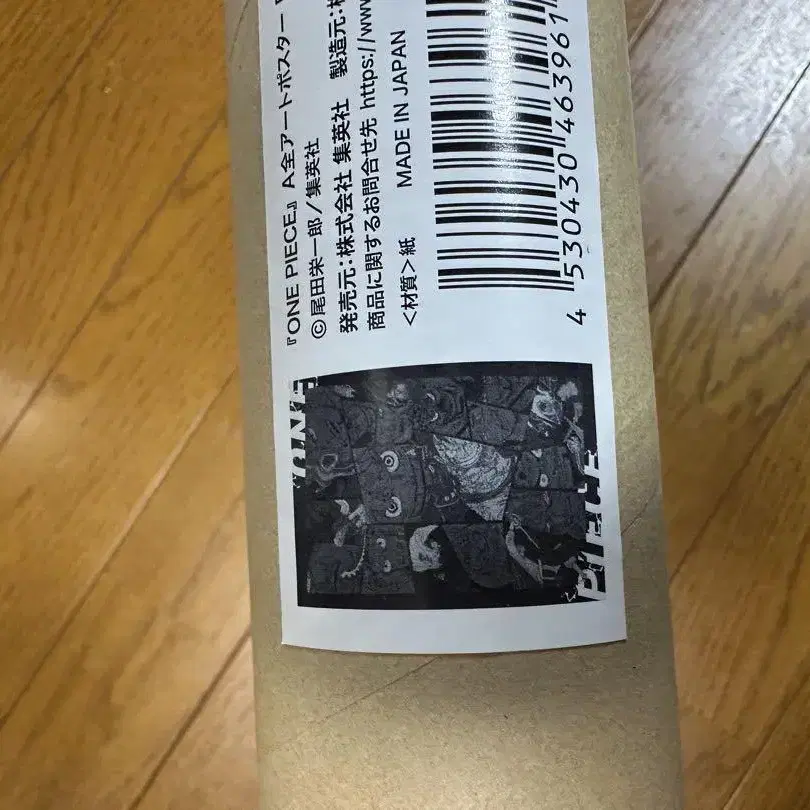 『ONE PIECE』 A全アートポスター
©尾田栄一郎／集英社
発売元：株式会社 集英社 製造元：
商品に関するお問合せ先 https://www
<材質>紙 MADE IN JAPAN
4 530430 463961
ONE
PIECE